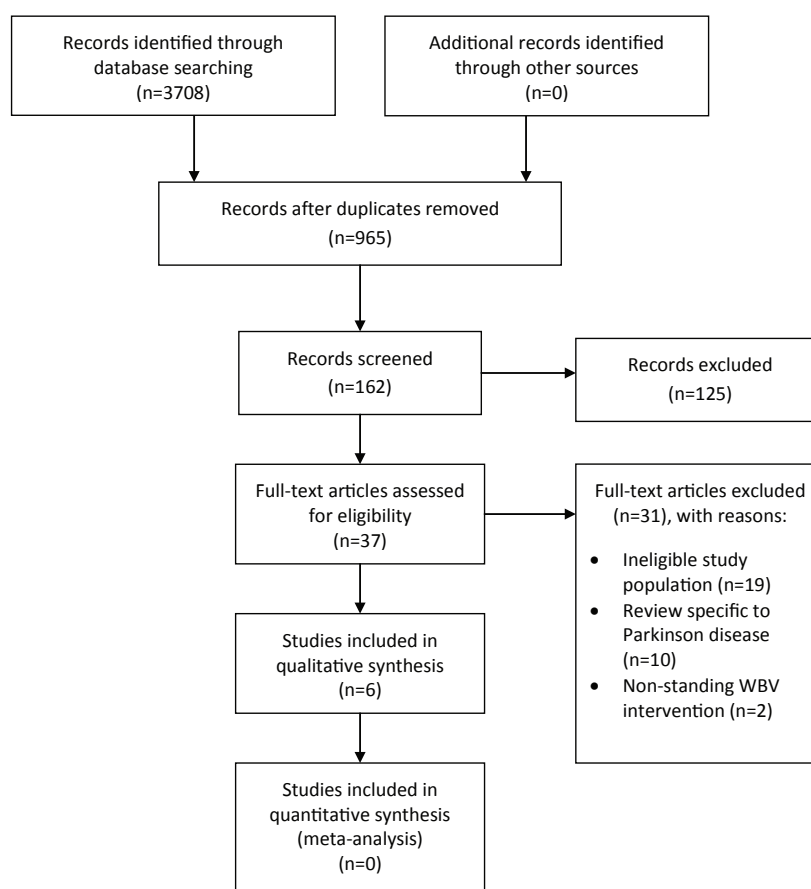 Records identified through
database searching
(n=3708)
Additional records identified
through other sources
(n=0)
Records after duplicates removed
(n=965)
Records screened
(n=162)
Records excluded
(n=125)
Full-text articles assessed
for eligibility
(n=37)
Full-text articles excluded
(n=31), with reasons:
• Ineligible study
population (n=19)
• Review specific to
Parkinson disease
(n=10)
• Non-standing WBV
intervention (n=2)
Studies included in
qualitative synthesis
(n=6)
Studies included in
quantitative synthesis
(meta-analysis)
(n=0)